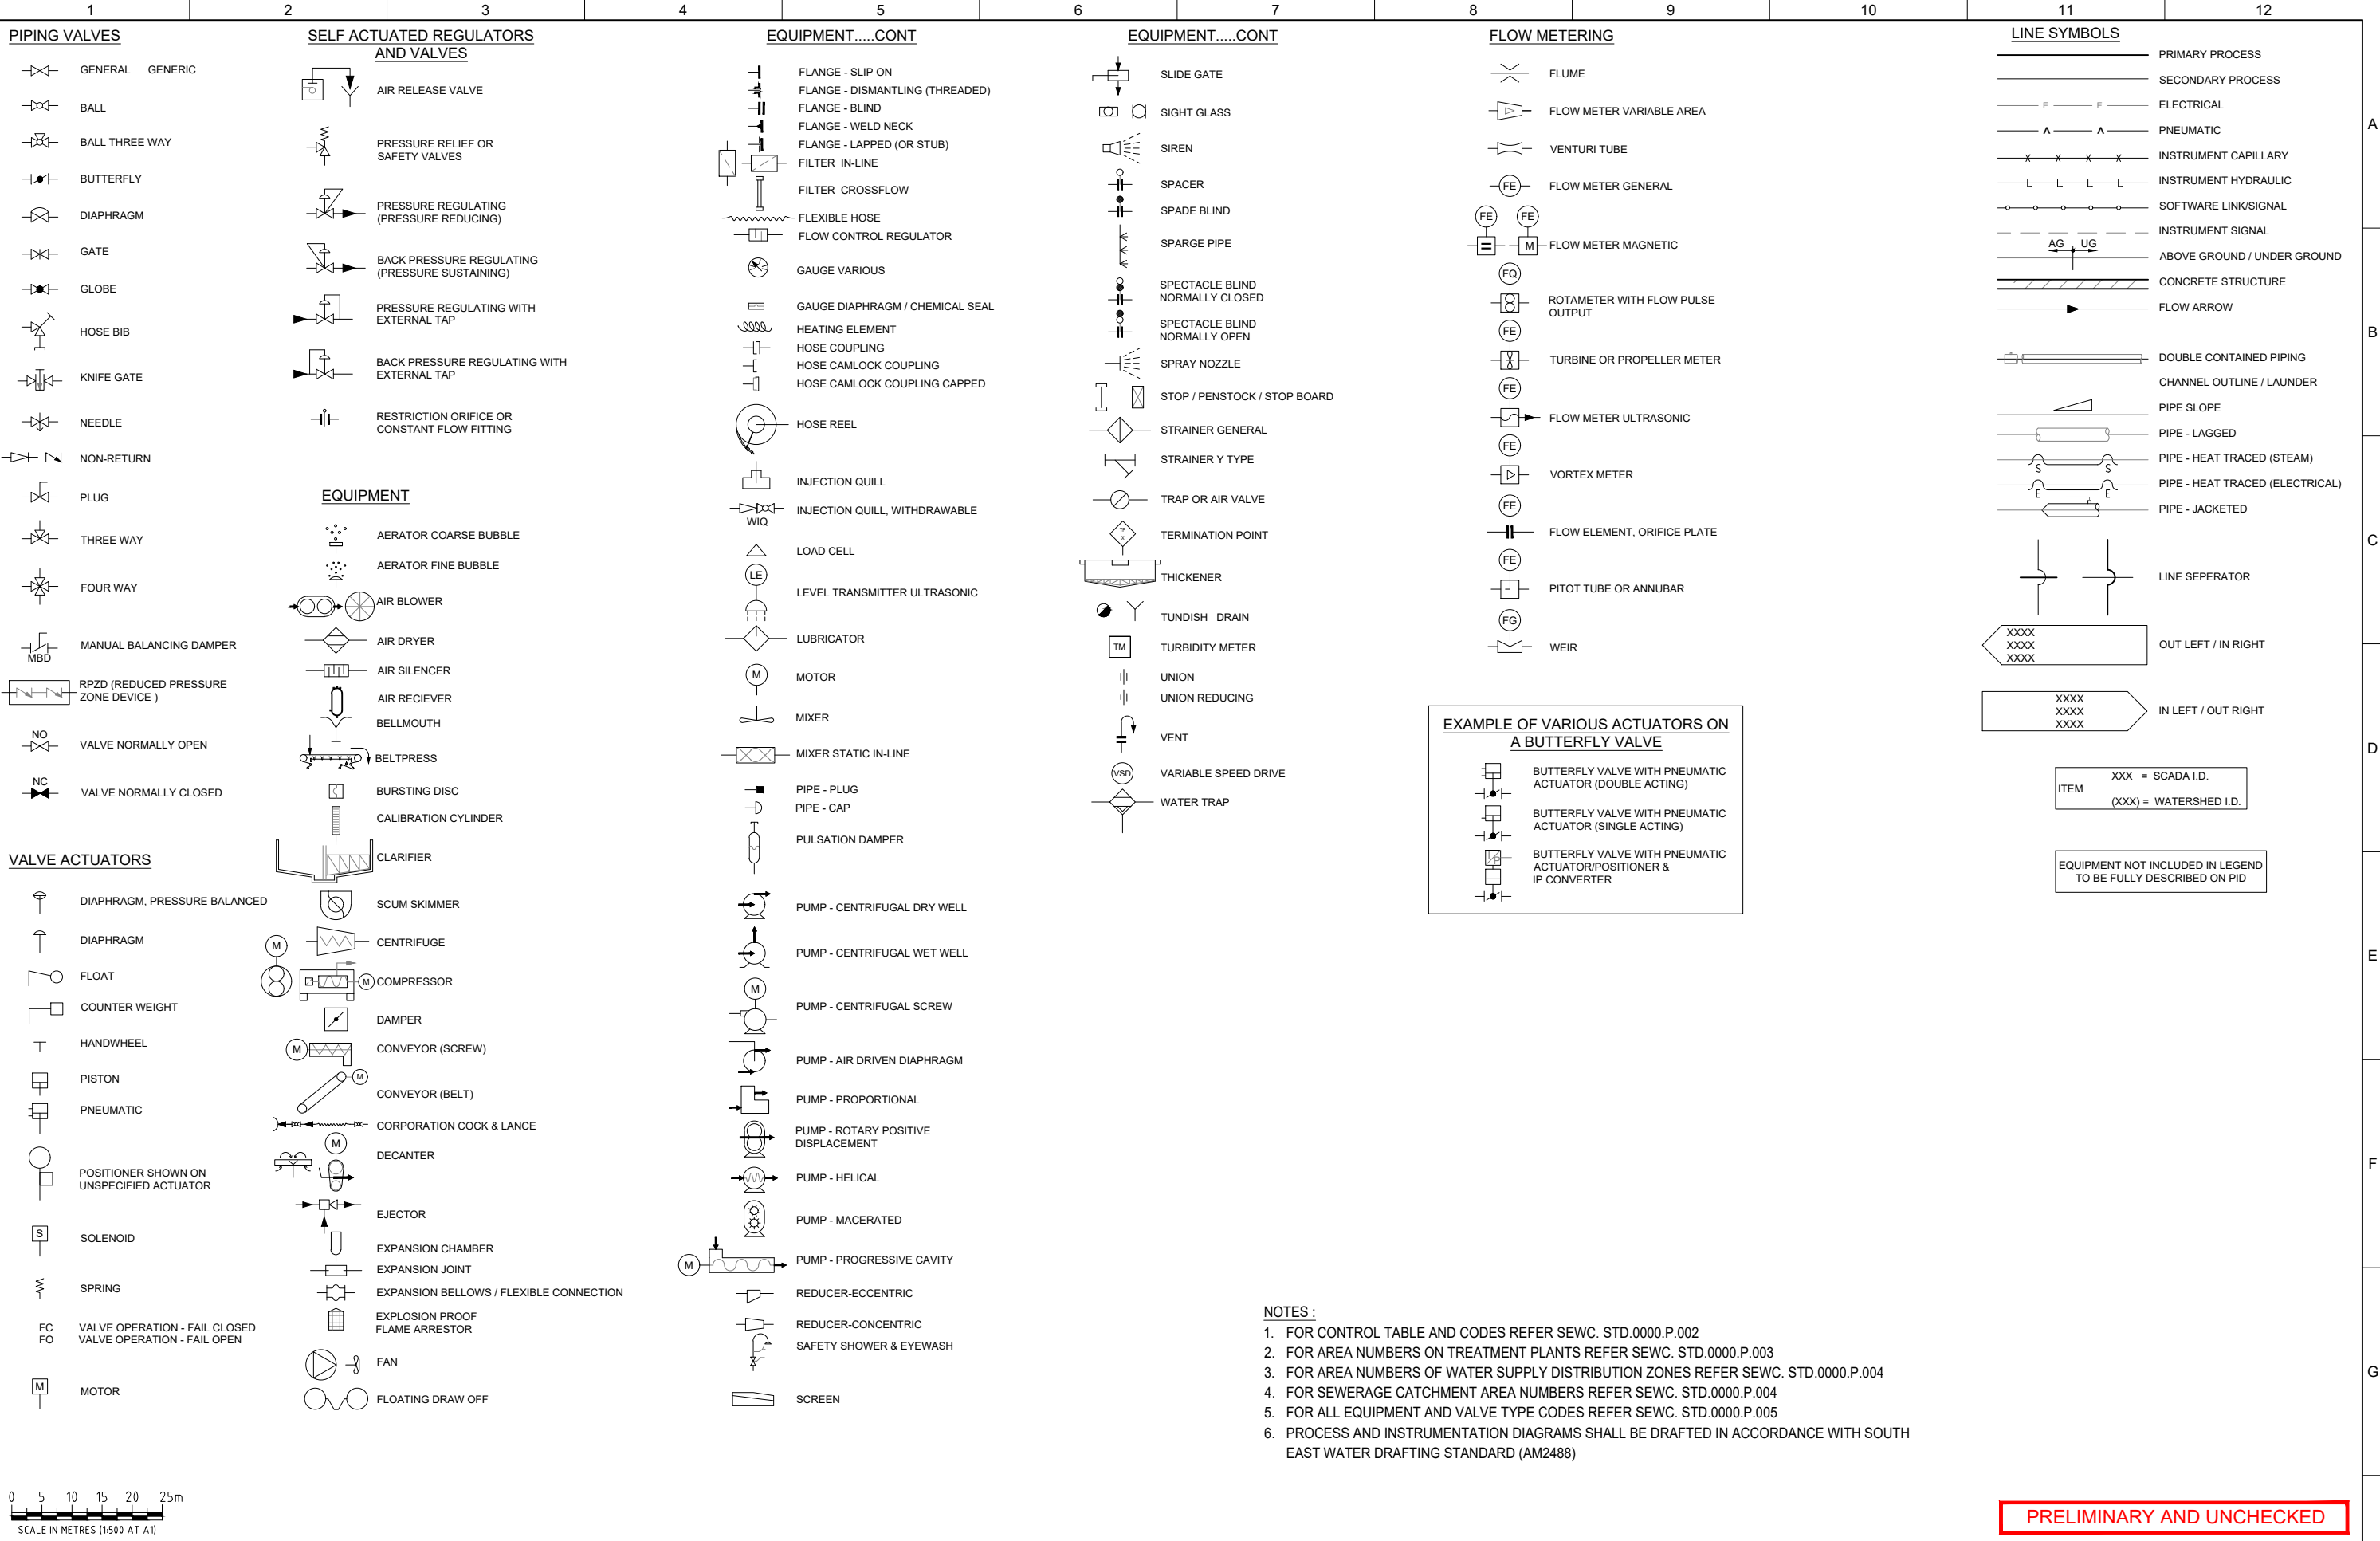 1 2 3 4 5 6 7 8 9 10 11 12
PIPING VALVES
GENERAL GENERIC
BALL
BALL THREE WAY
BUTTERFLY
DIAPHRAGM
GATE
GLOBE
HOSE BIB
KNIFE GATE
NEEDLE
NON-RETURN
PLUG
THREE WAY
FOUR WAY
MANUAL BALANCING DAMPER
MBD
RPZD (REDUCED PRESSURE
ZONE DEVICE )
NO
VALVE NORMALLY OPEN
NC
VALVE NORMALLY CLOSED
VALVE ACTUATORS
DIAPHRAGM, PRESSURE BALANCED
DIAPHRAGM
FLOAT
COUNTER WEIGHT
HANDWHEEL
PISTON
PNEUMATIC
POSITIONER SHOWN ON
UNSPECIFIED ACTUATOR
S
SOLENOID
SPRING
FC VALVE OPERATION - FAIL CLOSED
FO VALVE OPERATION - FAIL OPEN
M
MOTOR
0 5 10 15 20 25m
SCALE IN METRES (1:500 AT A1)
SELF ACTUATED REGULATORS
AND VALVES
AIR RELEASE VALVE
PRESSURE RELIEF OR
SAFETY VALVES
PRESSURE REGULATING
(PRESSURE REDUCING)
BACK PRESSURE REGULATING
(PRESSURE SUSTAINING)
PRESSURE REGULATING WITH
EXTERNAL TAP
BACK PRESSURE REGULATING WITH
EXTERNAL TAP
RESTRICTION ORIFICE OR
CONSTANT FLOW FITTING
EQUIPMENT
AERATOR COARSE BUBBLE
AERATOR FINE BUBBLE
AIR BLOWER
AIR DRYER
AIR SILENCER
AIR RECIEVER
BELLMOUTH
BELTPRESS
BURSTING DISC
CALIBRATION CYLINDER
CLARIFIER
SCUM SKIMMER
CENTRIFUGE
M
M
COMPRESSOR
DAMPER
M
CONVEYOR (SCREW)
M
CONVEYOR (BELT)
CORPORATION COCK & LANCE
M
DECANTER
EJECTOR
EXPANSION CHAMBER
EXPANSION JOINT
EXPANSION BELLOWS / FLEXIBLE CONNECTION
EXPLOSION PROOF
FLAME ARRESTOR
FAN
FLOATING DRAW OFF
EQUIPMENT.....CONT
FLANGE - SLIP ON
FLANGE - DISMANTLING (THREADED)
FLANGE - BLIND
FLANGE - WELD NECK
FLANGE - LAPPED (OR STUB)
FILTER IN-LINE
FILTER CROSSFLOW
FLEXIBLE HOSE
FLOW CONTROL REGULATOR
GAUGE VARIOUS
GAUGE DIAPHRAGM / CHEMICAL SEAL
HEATING ELEMENT
HOSE COUPLING
HOSE CAMLOCK COUPLING
HOSE CAMLOCK COUPLING CAPPED
HOSE REEL
INJECTION QUILL
INJECTION QUILL, WITHDRAWABLE
WIQ
LOAD CELL
LE
LEVEL TRANSMITTER ULTRASONIC
LUBRICATOR
M
MOTOR
MIXER
MIXER STATIC IN-LINE
PIPE - PLUG
PIPE - CAP
PULSATION DAMPER
PUMP - CENTRIFUGAL DRY WELL
PUMP - CENTRIFUGAL WET WELL
M
PUMP - CENTRIFUGAL SCREW
PUMP - AIR DRIVEN DIAPHRAGM
PUMP - PROPORTIONAL
PUMP - ROTARY POSITIVE
DISPLACEMENT
PUMP - HELICAL
PUMP - MACERATED
M
PUMP - PROGRESSIVE CAVITY
REDUCER-ECCENTRIC
REDUCER-CONCENTRIC
SAFETY SHOWER & EYEWASH
SCREEN
EQUIPMENT.....CONT
SLIDE GATE
SIGHT GLASS
SIREN
SPACER
SPADE BLIND
SPARGE PIPE
SPECTACLE BLIND
NORMALLY CLOSED
SPECTACLE BLIND
NORMALLY OPEN
SPRAY NOZZLE
STOP / PENSTOCK / STOP BOARD
STRAINER GENERAL
STRAINER Y TYPE
TRAP OR AIR VALVE
TP
X
TERMINATION POINT
THICKENER
TUNDISH DRAIN
TM
TURBIDITY METER
UNION
UNION REDUCING
VENT
VSD
VARIABLE SPEED DRIVE
WATER TRAP
FLOW METERING
FLUME
FLOW METER VARIABLE AREA
VENTURI TUBE
FE
FLOW METER GENERAL
FE FE
M
FLOW METER MAGNETIC
FQ
ROTAMETER WITH FLOW PULSE
OUTPUT
FE
TURBINE OR PROPELLER METER
FE
FLOW METER ULTRASONIC
FE
VORTEX METER
FE
FLOW ELEMENT, ORIFICE PLATE
FE
PITOT TUBE OR ANNUBAR
FG
WEIR
EXAMPLE OF VARIOUS ACTUATORS ON
A BUTTERFLY VALVE
BUTTERFLY VALVE WITH PNEUMATIC
ACTUATOR (DOUBLE ACTING)
BUTTERFLY VALVE WITH PNEUMATIC
ACTUATOR (SINGLE ACTING)
I/P
BUTTERFLY VALVE WITH PNEUMATIC
ACTUATOR/POSITIONER &
IP CONVERTER
LINE SYMBOLS
PRIMARY PROCESS
SECONDARY PROCESS
E E
ELECTRICAL
PNEUMATIC
X X X X
INSTRUMENT CAPILLARY
L L L L
INSTRUMENT HYDRAULIC
SOFTWARE LINK/SIGNAL
INSTRUMENT SIGNAL
AG UG
ABOVE GROUND / UNDER GROUND
CONCRETE STRUCTURE
FLOW ARROW
DOUBLE CONTAINED PIPING
CHANNEL OUTLINE / LAUNDER
PIPE SLOPE
PIPE - LAGGED
PIPE - HEAT TRACED (STEAM)
S S
PIPE - HEAT TRACED (ELECTRICAL)
E E
PIPE - JACKETED
LINE SEPERATOR
XXXX
XXXX
XXXX
OUT LEFT / IN RIGHT
XXXX
XXXX
XXXX
IN LEFT / OUT RIGHT
XXX = SCADA I.D.
ITEM
(XXX) = WATERSHED I.D.
EQUIPMENT NOT INCLUDED IN LEGEND
TO BE FULLY DESCRIBED ON PID
A
B
C
D
E
F
G
NOTES :
1. FOR CONTROL TABLE AND CODES REFER SEWC. STD.0000.P.002
2. FOR AREA NUMBERS ON TREATMENT PLANTS REFER SEWC. STD.0000.P.003
3. FOR AREA NUMBERS OF WATER SUPPLY DISTRIBUTION ZONES REFER SEWC. STD.0000.P.004
4. FOR SEWERAGE CATCHMENT AREA NUMBERS REFER SEWC. STD.0000.P.004
5. FOR ALL EQUIPMENT AND VALVE TYPE CODES REFER SEWC. STD.0000.P.005
6. PROCESS AND INSTRUMENTATION DIAGRAMS SHALL BE DRAFTED IN ACCORDANCE WITH SOUTH
EAST WATER DRAFTING STANDARD (AM2488)
PRELIMINARY AND UNCHECKED